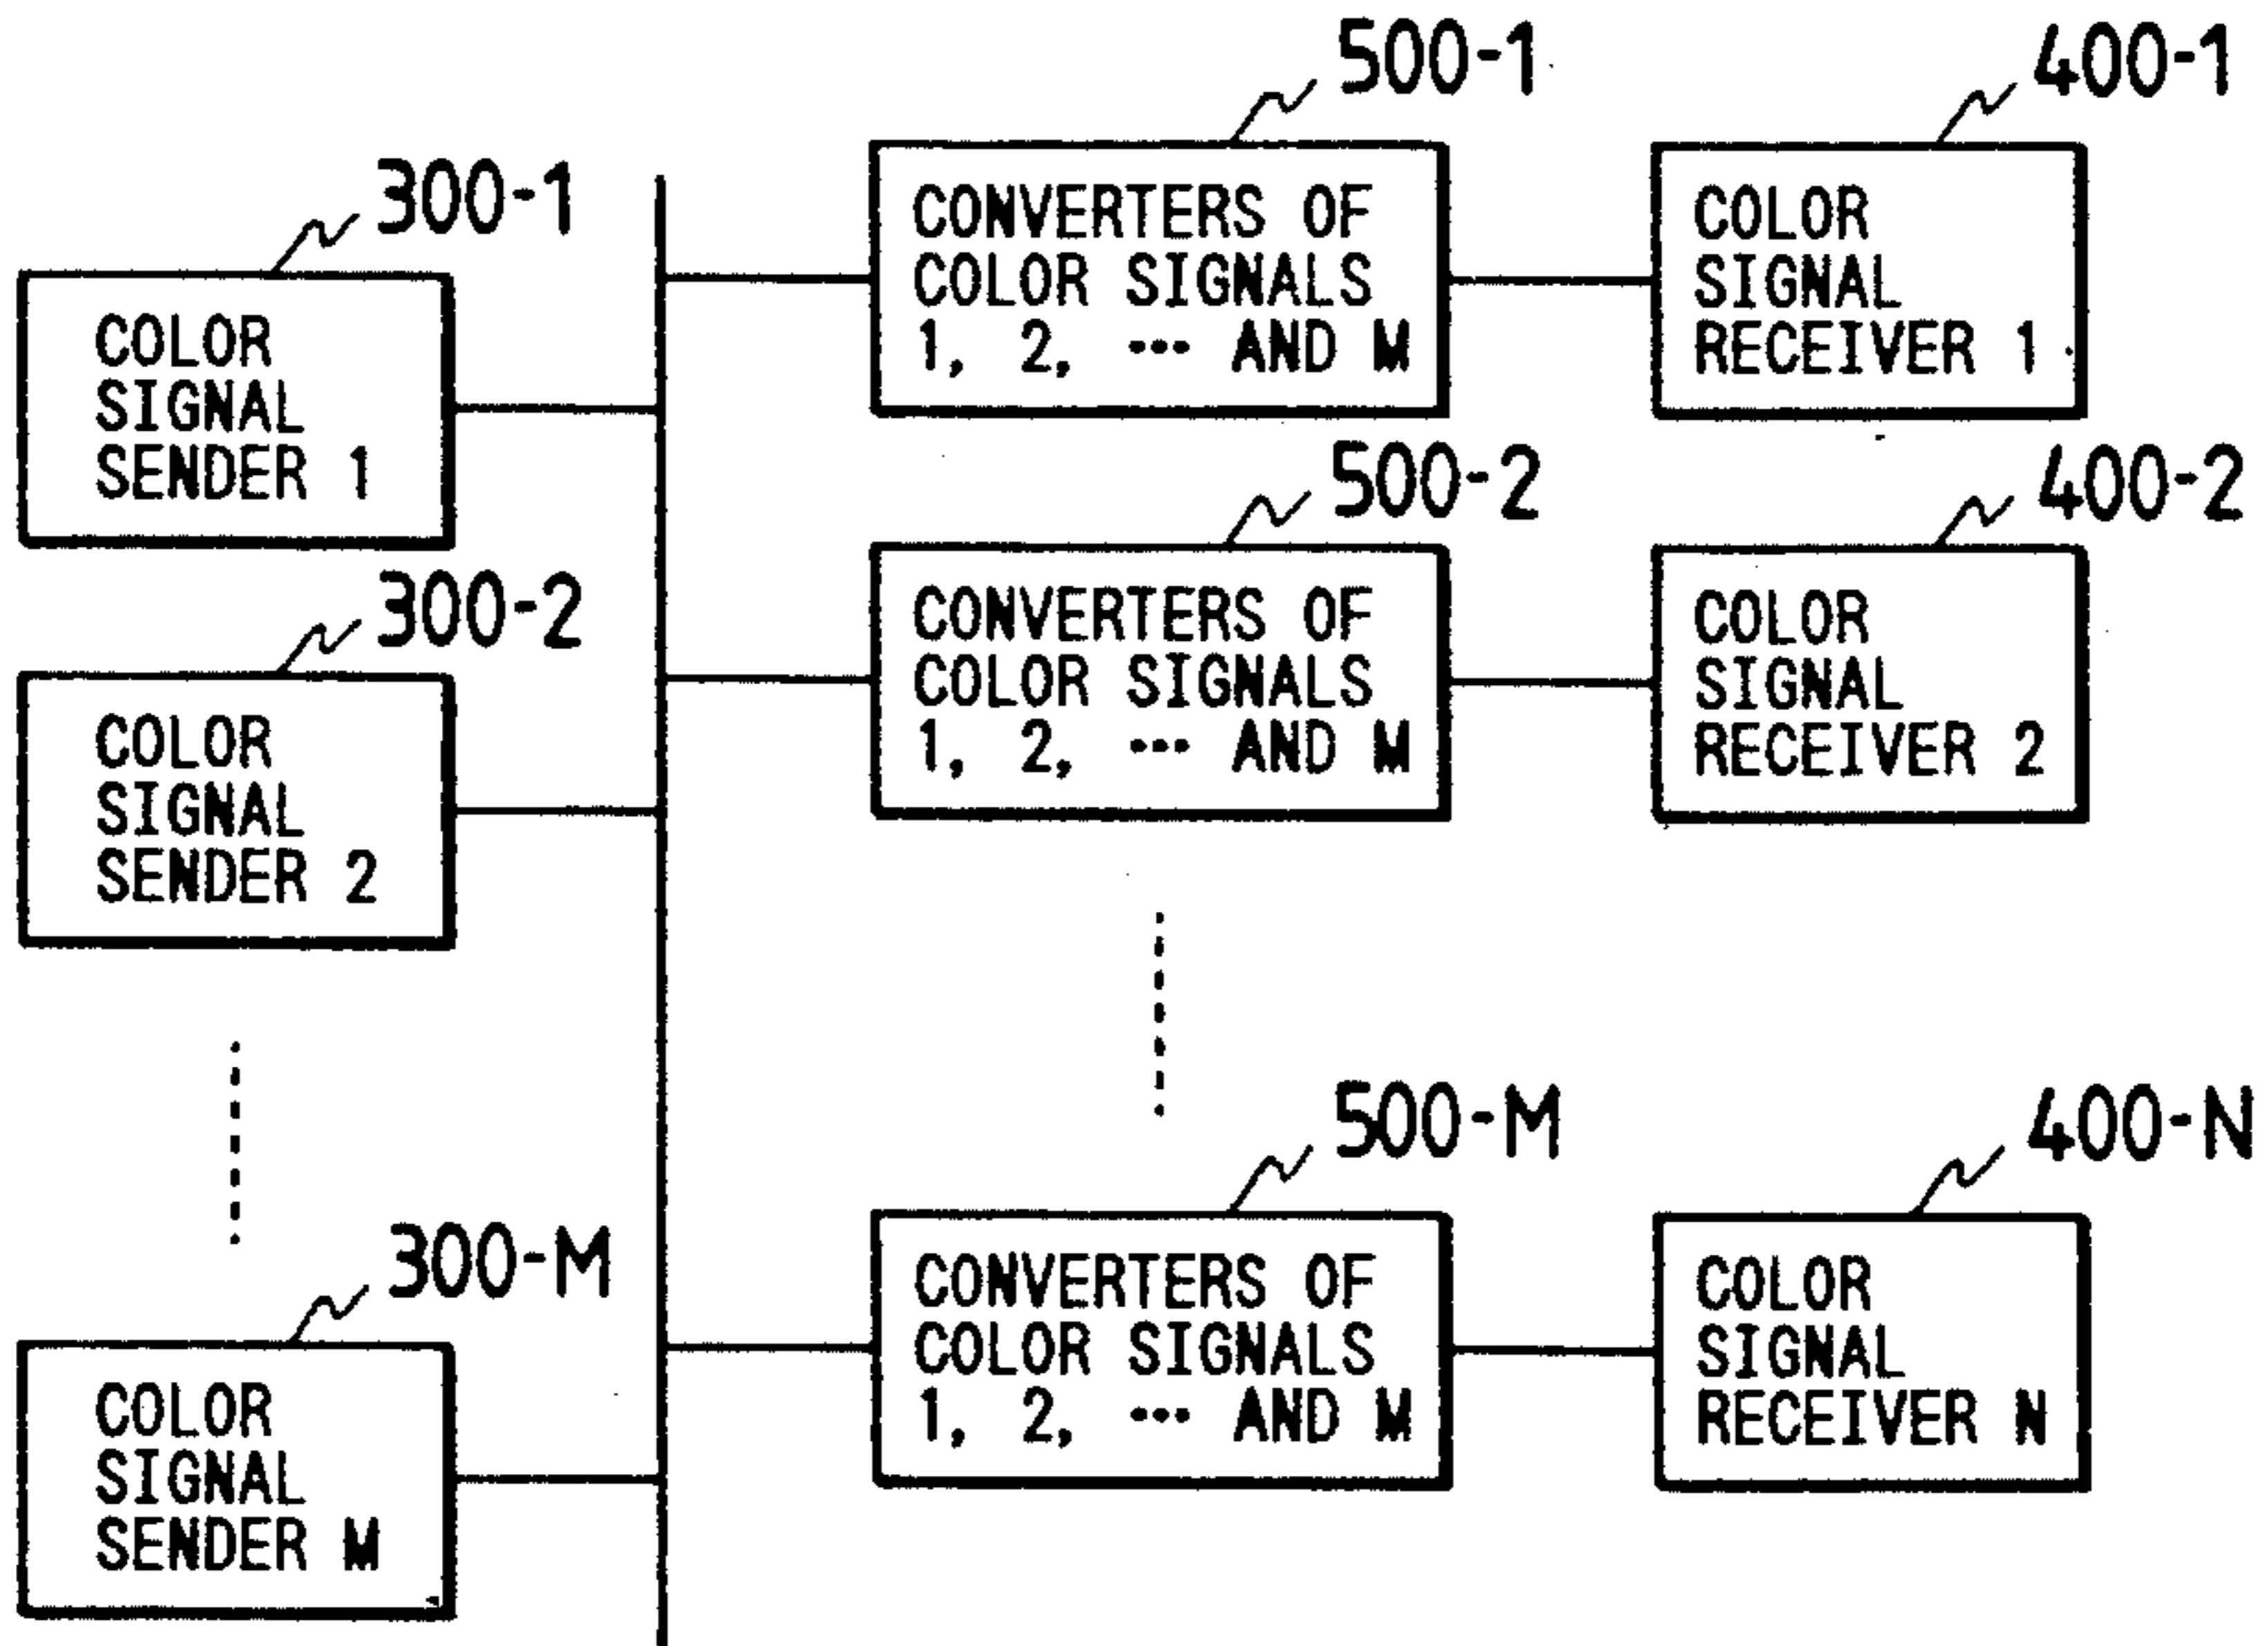 500-1
400-1
300-1
CONVERTERS OF
COLOR SIGNALS
1, 2, ... AND M
COLOR
SIGNAL
RECEIVER 1
COLOR
SIGNAL
SENDER 1
500-2
400-2
300-2
CONVERTERS OF
COLOR SIGNALS
1, 2, ... AND M
COLOR
SIGNAL
RECEIVER 2
COLOR
SIGNAL
SENDER 2
500-M
400-N
300-M
CONVERTERS OF
COLOR SIGNALS
1, 2, ... AND M
COLOR
SIGNAL
RECEIVER N
COLOR
SIGNAL
SENDER M